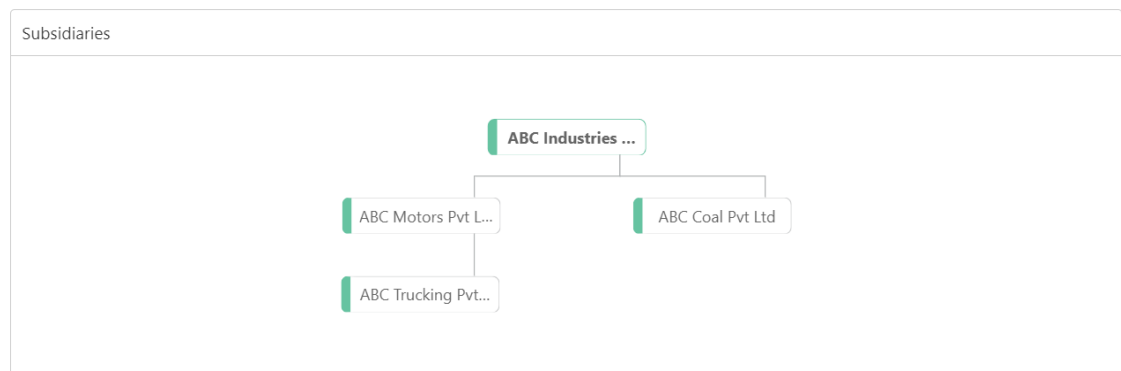 Subsidiaries
ABC Industries ...
ABC Motors Pvt L...
ABC Coal Pvt Ltd
ABC Trucking Pvt...